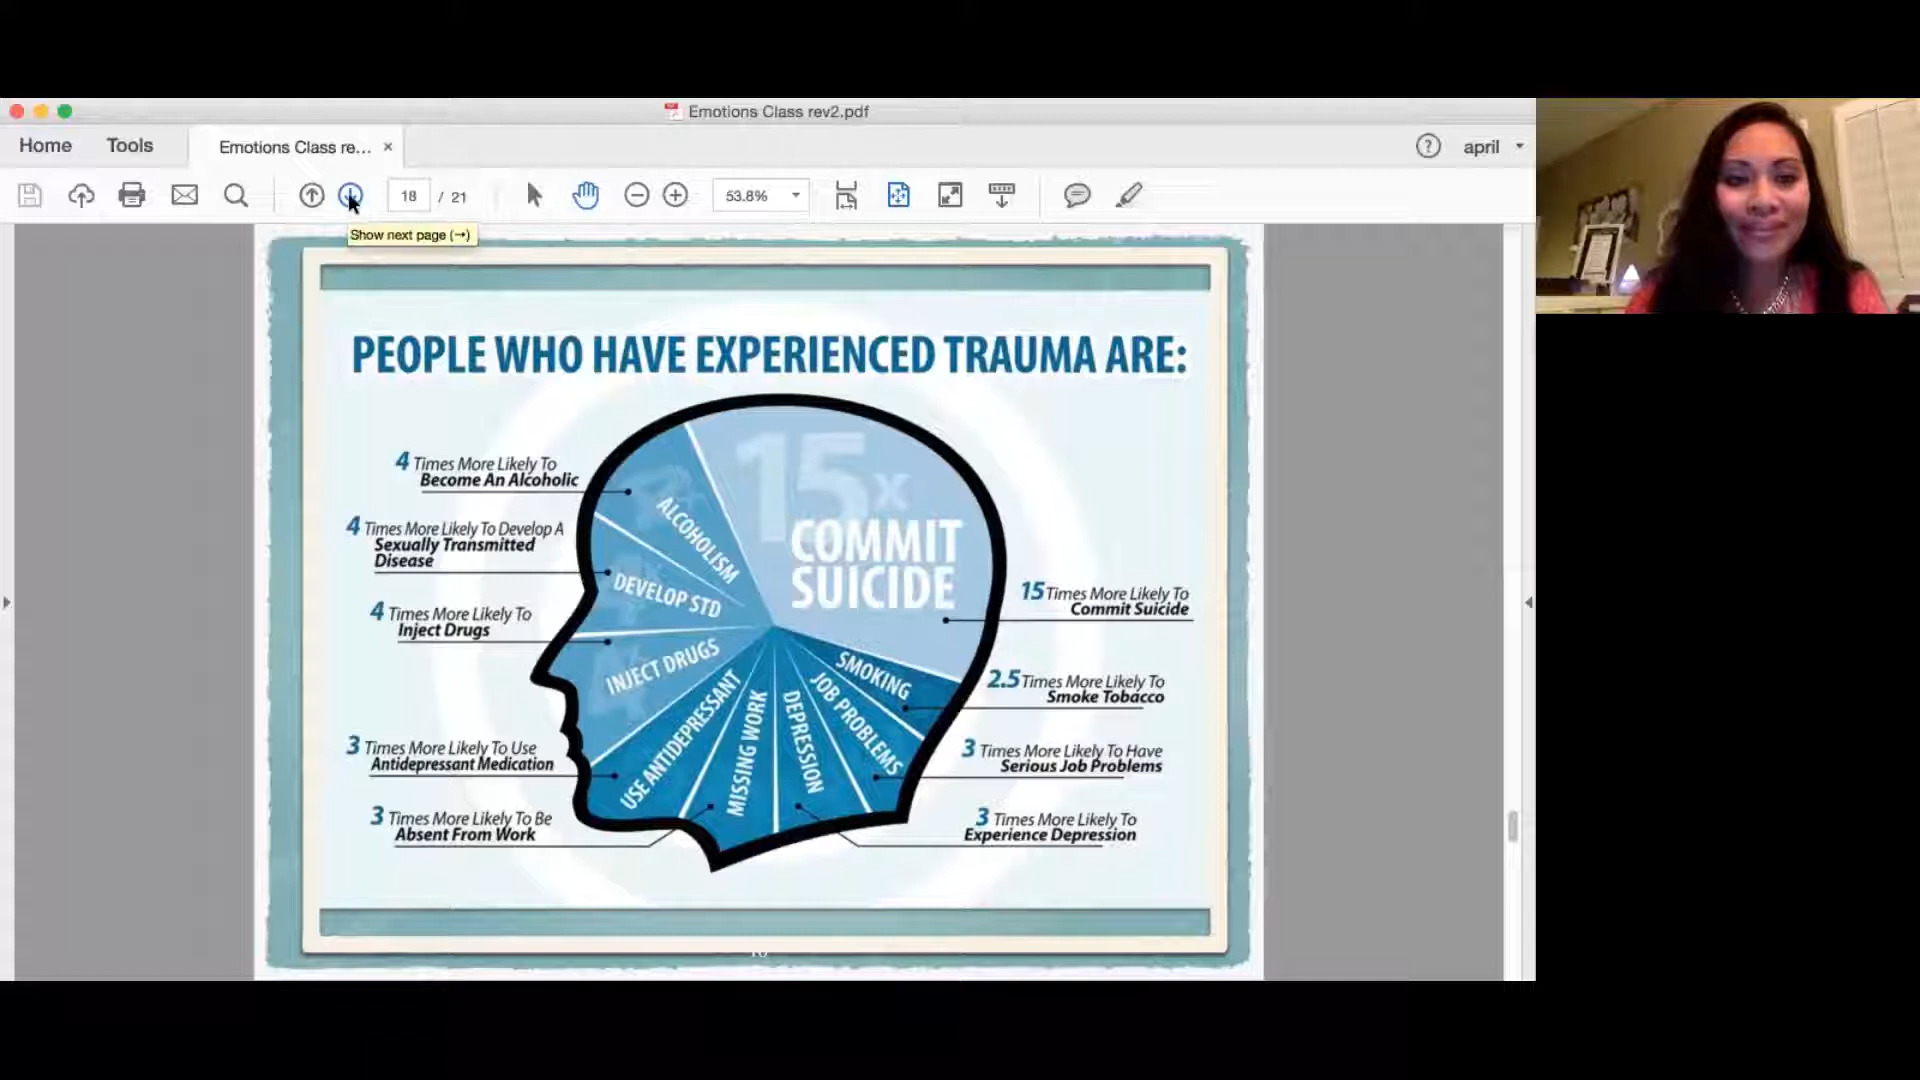 Emotions Class rev2.pdf
Home
Tools
Emotions Class re...
april
18
/ 21
53.8%
Show next page (→)
PEOPLE WHO HAVE EXPERIENCED TRAUMA ARE:
4 Times More Likely To
Become An Alcoholic
4 Times More Likely To Develop A
Sexually Transmitted
Disease
4 Times More Likely To
Inject Drugs
3 Times More Likely To Use
Antidepressant Medication
3 Times More Likely To Be
Absent From Work
ALCOHOLISM
DEVELOP STD
INJECT DRUGS
USE ANTIDEPRESSANT
MISSING WORK
DEPRESSION
JOB PROBLEMS
SMOKING
15x
COMMIT
SUICIDE
15 Times More Likely To
Commit Suicide
2.5 Times More Likely To
Smoke Tobacco
3 Times More Likely To Have
Serious Job Problems
3 Times More Likely To
Experience Depression